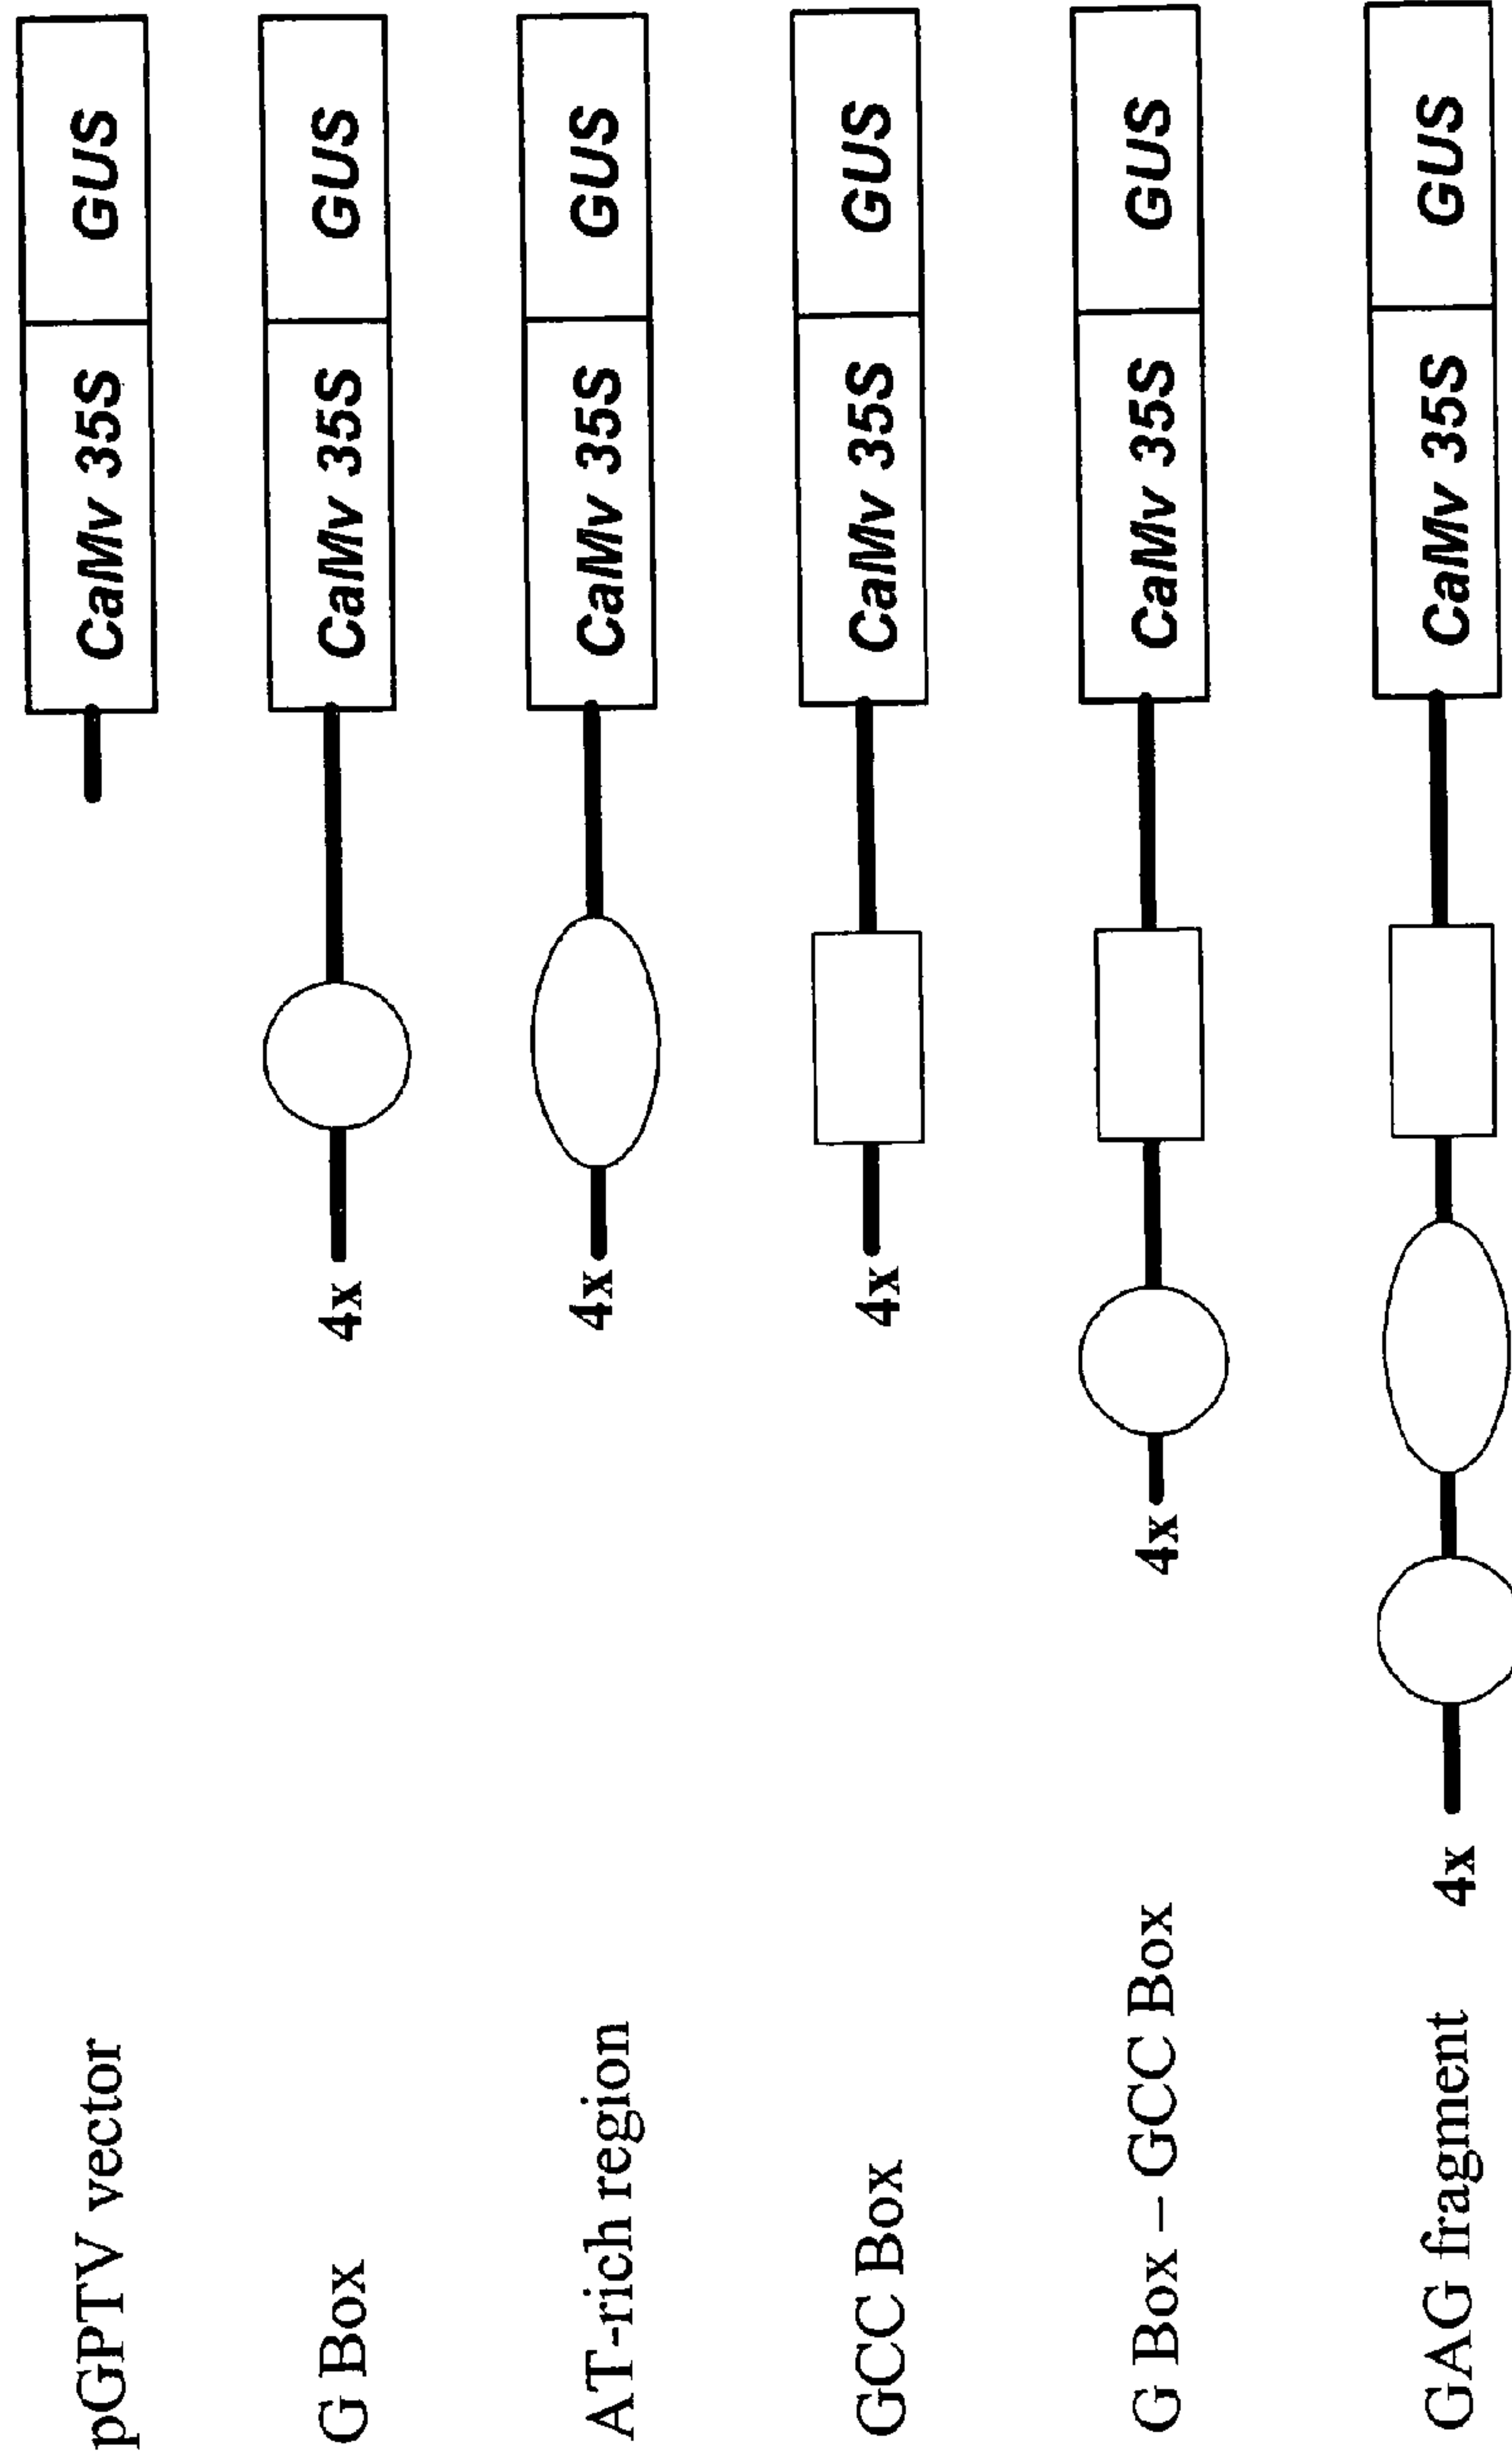 pGPTV vector CaMv 35S GUS
G Box 4x CaMv 35S GUS
AT-rich region 4x CaMv 35S GUS
GCC Box 4x CaMv 35S GUS
G Box – GCC Box 4x CaMv 35S GUS
GAG fragment 4x CaMv 35S GUS